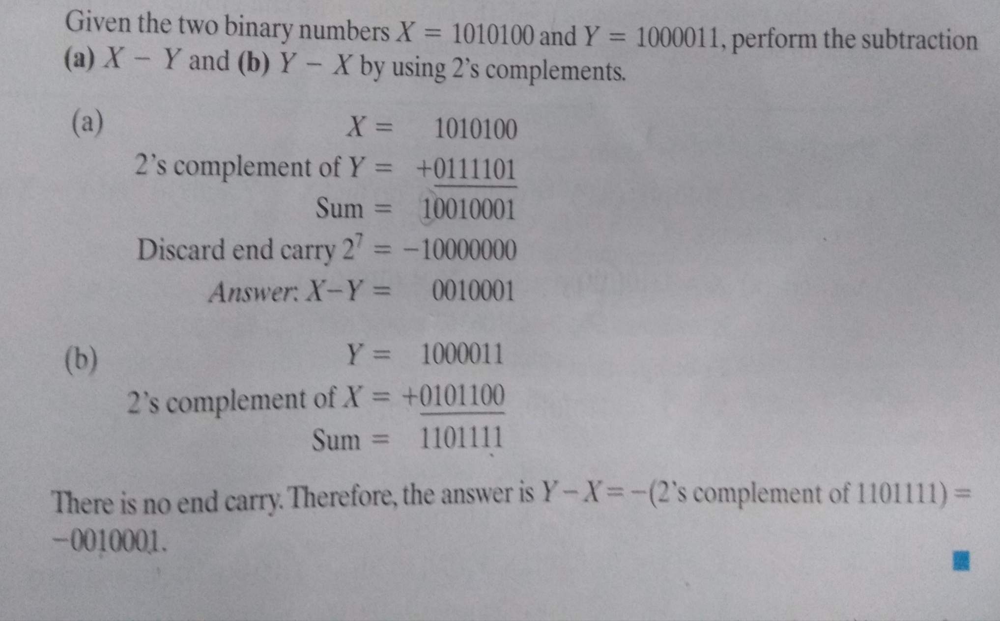 Given the two binary numbers X = 1010100 and Y = 1000011, perform the subtraction
(a) X − Y and (b) Y − X by using 2's complements.
(a) X = 1010100
2's complement of Y = +0111101
Sum = 10010001
Discard end carry 2⁷ = −10000000
Answer: X−Y = 0010001
(b) Y = 1000011
2's complement of X = +0101100
Sum = 1101111
There is no end carry. Therefore, the answer is Y − X = −(2's complement of 1101111) =
−0010001.